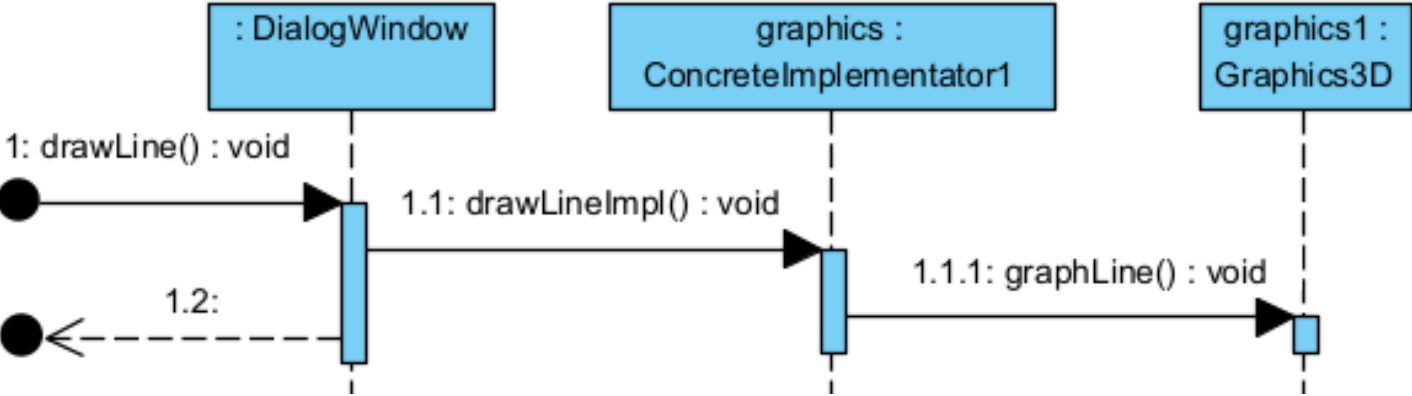 : DialogWindow
graphics :
ConcreteImplementator1
graphics1 :
Graphics3D
1: drawLine() : void
1.1: drawLineImpl() : void
1.1.1: graphLine() : void
1.2: